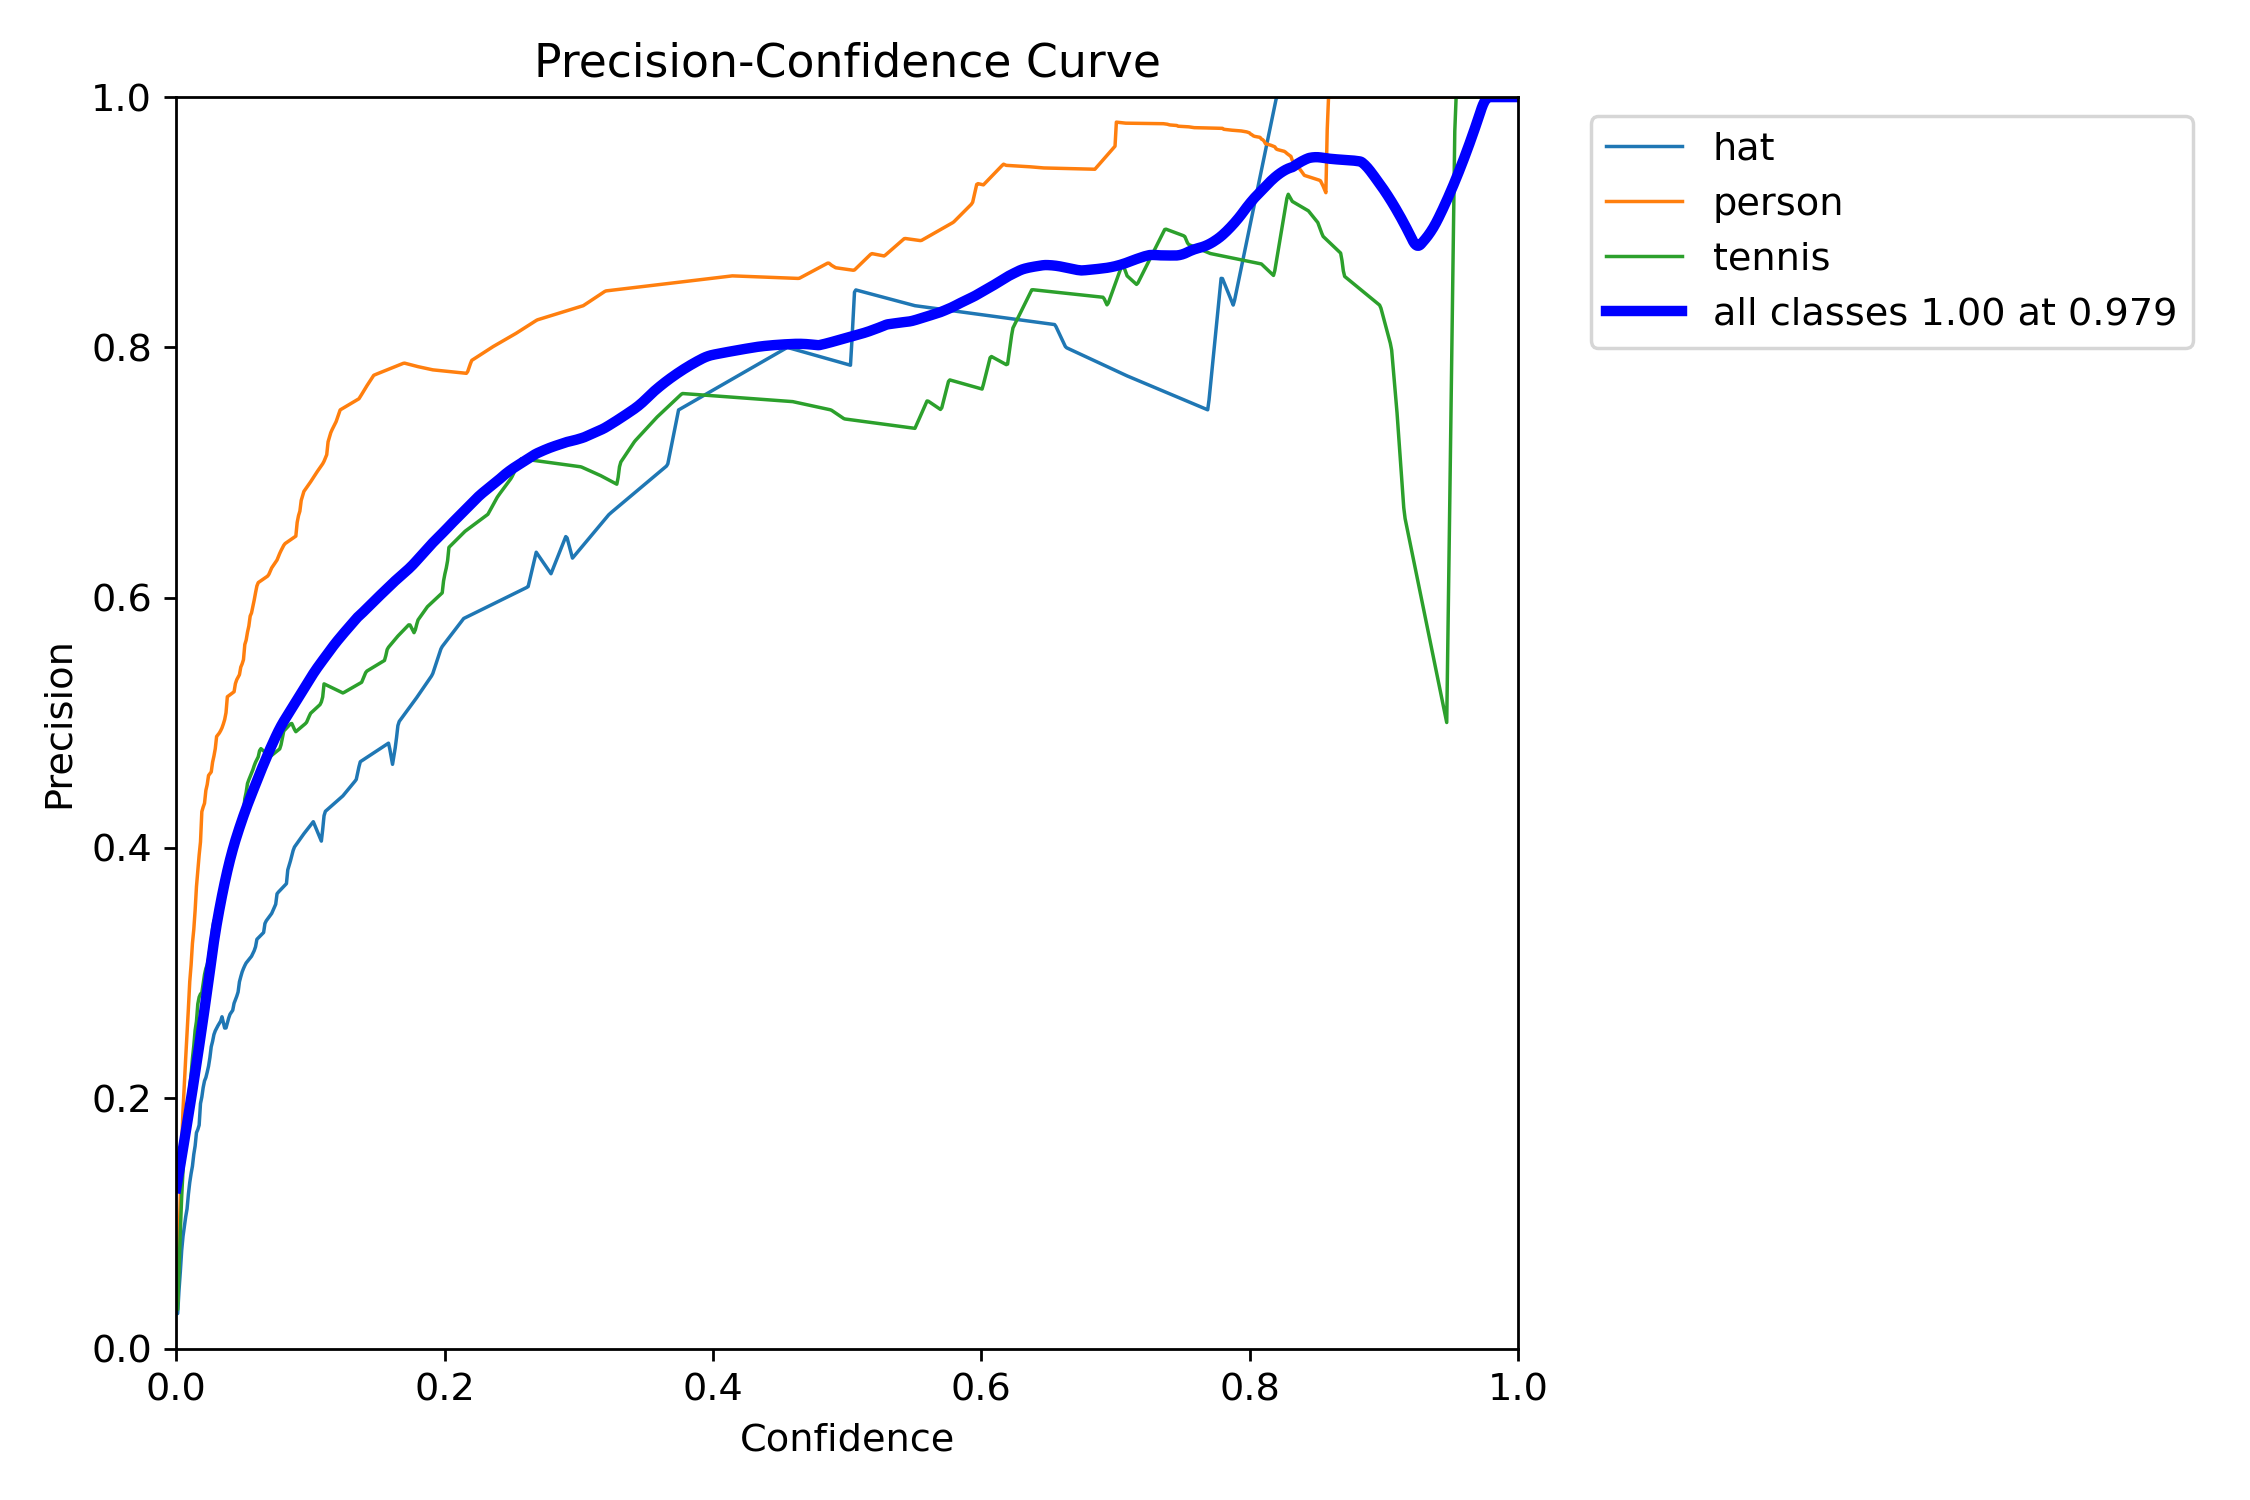 Precision-Confidence Curve
1.0
0.8
0.6
0.4
0.2
0.0
Precision
0.0 0.2 0.4 0.6 0.8 1.0
Confidence
hat
person
tennis
all classes 1.00 at 0.979